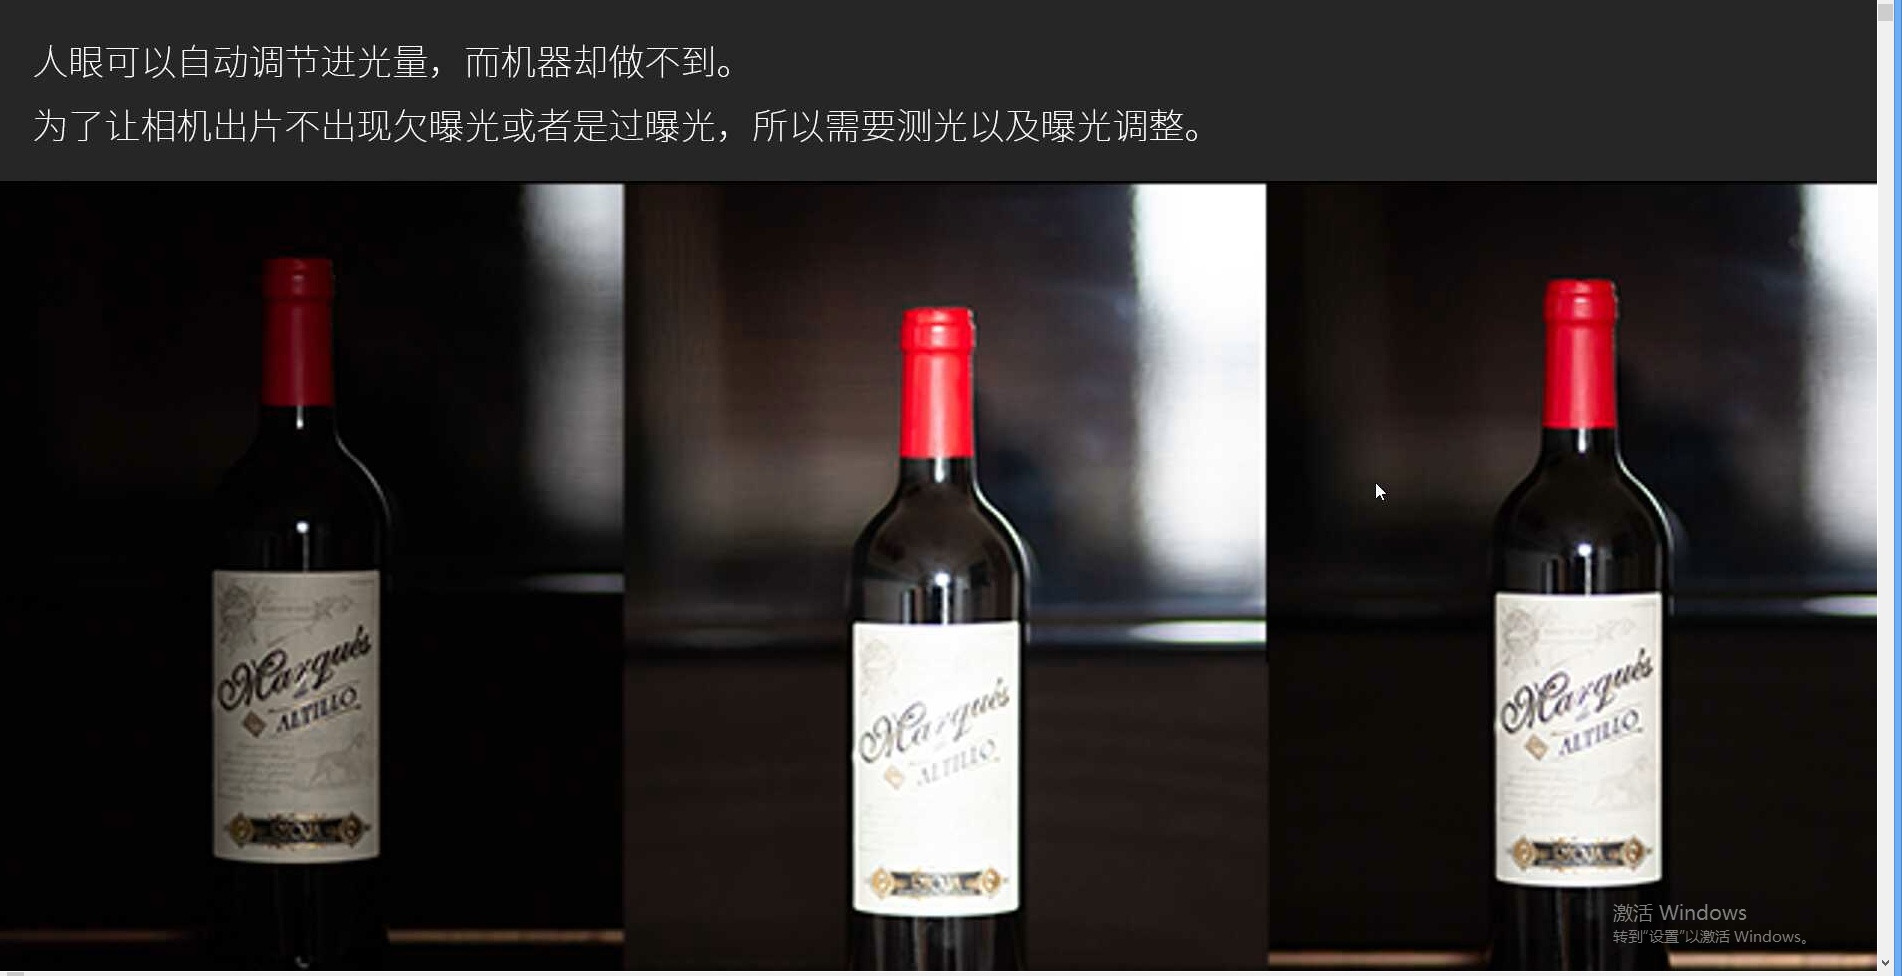 人眼可以自动调节进光量，而机器却做不到。
为了让相机出片不出现欠曝光或者是过曝光，所以需要测光以及曝光调整。
Marqués
de
ALTILLO
RIOJA
Marqués
ALTILLO
RIOJA
Marqués
de
ALTILLO
RIOJA
激活 Windows
转到“设置”以激活 Windows。